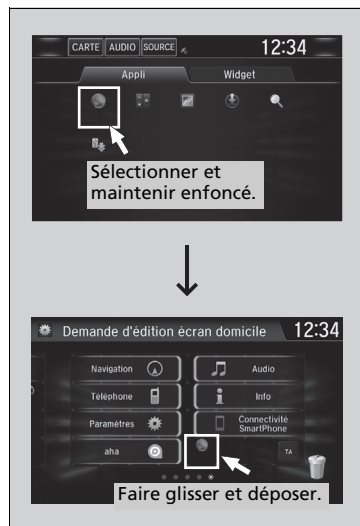 CARTE AUDIO SOURCE 12:34
Appli Widget
Sélectionner et
maintenir enfoncé.
Demande d'édition écran domicile 12:34
Navigation Audio
Téléphone Info
Paramètres Connectivité
SmartPhone
aha TA
Faire glisser et déposer.